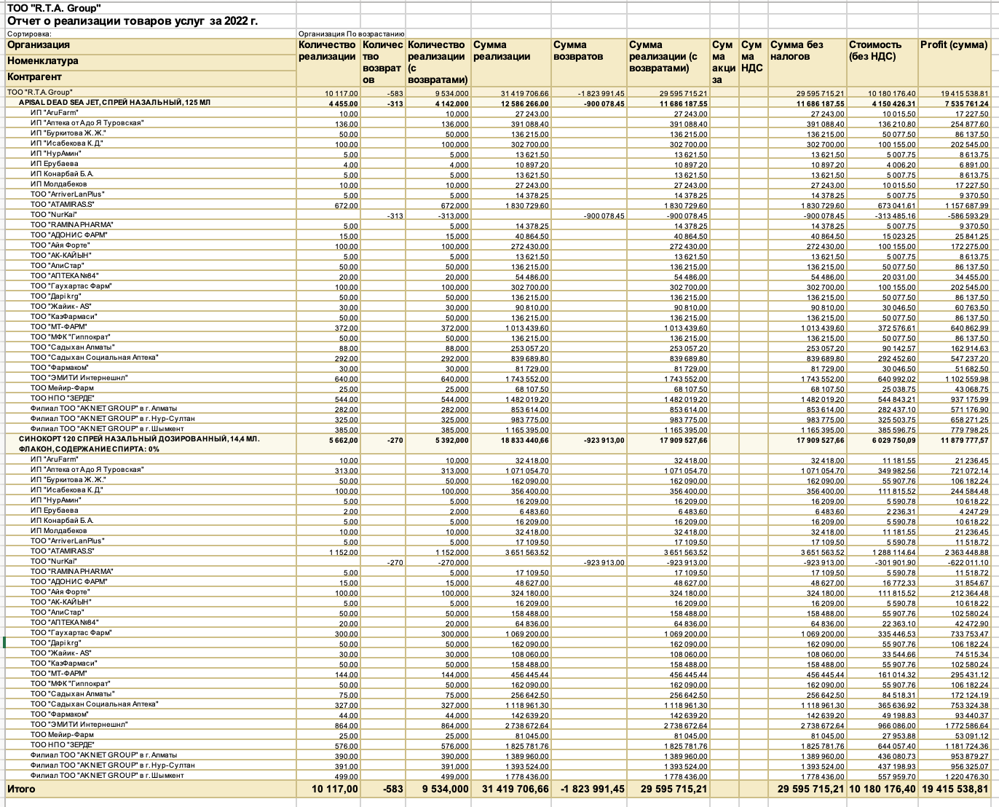 ТОО "R.T.A. Group"
Отчет о реализации товаров услуг за 2022 г.
Сортировка: Организация По возрастанию
Организация Количество реализации Количество возвратов Количество реализации (с возвратами) Сумма реализации Сумма возвратов Сумма реализации (с возвратами) Сумма акциза Сумма НДС Сумма без налогов Стоимость (без НДС) Profit (сумма)
Номенклатура
Контрагент
ТОО "R.T.A. Group" 10 117.00 -583 9 534.000 31 419 706.66 -1 823 991.45 29 595 715.21 29 595 715.21 10 180 176.40 19 415 538.81
APISAL DEAD SEA JET, СПРЕЙ НАЗАЛЬНЫЙ, 125 МЛ 4 455.00 -313 4 142.000 12 586 266.00 -900 078.45 11 686 187.55 11 686 187.55 4 150 426.31 7 535 761.24
ИП "AruFarm" 10.00 10.000 27 243.00 27 243.00 27 243.00 10 015.50 17 227.50
ИП "Аптека от А до Я Туровская" 136.00 136.000 391 088.40 391 088.40 391 088.40 136 210.80 254 877.60
ИП "Буркитова Ж.Ж." 50.00 50.000 136 215.00 136 215.00 136 215.00 50 077.50 86 137.50
ИП "Исабекова К.Д." 100.00 100.000 302 700.00 302 700.00 302 700.00 100 155.00 202 545.00
ИП "НурАмин" 5.00 5.000 13 621.50 13 621.50 13 621.50 5 007.75 8 613.75
ИП Ерубаева 4.00 4.000 10 897.20 10 897.20 10 897.20 4 006.20 6 891.00
ИП Конарбай Б.А. 5.00 5.000 13 621.50 13 621.50 13 621.50 5 007.75 8 613.75
ИП Молдабеков 10.00 10.000 27 243.00 27 243.00 27 243.00 10 015.50 17 227.50
ТОО "ArriverLanPlus" 5.00 5.000 14 378.25 14 378.25 14 378.25 5 007.75 9 370.50
ТОО "ATAMIRAS.S" 672.00 672.000 1 830 729.60 1 830 729.60 1 830 729.60 673 041.61 1 157 687.99
ТОО "NurKai" -313 -313.000 -900 078.45 -900 078.45 -900 078.45 -313 485.16 -586 593.29
ТОО "RAMINA PHARMA" 5.00 5.000 14 378.25 14 378.25 14 378.25 5 007.75 9 370.50
ТОО "АДОНИС ФАРМ" 15.00 15.000 40 864.50 40 864.50 40 864.50 15 023.25 25 841.25
ТОО "Айя Форте" 100.00 100.000 272 430.00 272 430.00 272 430.00 100 155.00 172 275.00
ТОО "АК-КАЙЫН" 5.00 5.000 13 621.50 13 621.50 13 621.50 5 007.75 8 613.75
ТОО "АлиСтар" 50.00 50.000 136 215.00 136 215.00 136 215.00 50 077.50 86 137.50
ТОО "АПТЕКА №84" 20.00 20.000 54 486.00 54 486.00 54 486.00 20 031.00 34 455.00
ТОО "Гаухартас Фарм" 100.00 100.000 302 700.00 302 700.00 302 700.00 100 155.00 202 545.00
ТОО "Дарi krg" 50.00 50.000 136 215.00 136 215.00 136 215.00 50 077.50 86 137.50
ТОО "Жайик - AS" 30.00 30.000 90 810.00 90 810.00 90 810.00 30 046.50 60 763.50
ТОО "КазФармаси" 50.00 50.000 136 215.00 136 215.00 136 215.00 50 077.50 86 137.50
ТОО "МТ-ФАРМ" 372.00 372.000 1 013 439.60 1 013 439.60 1 013 439.60 372 576.61 640 862.99
ТОО "МФК "Гиппократ" 50.00 50.000 136 215.00 136 215.00 136 215.00 50 077.50 86 137.50
ТОО "Садыхан Алматы" 88.00 88.000 253 057.20 253 057.20 253 057.20 90 142.57 162 914.63
ТОО "Садыхан Социальная Аптека" 292.00 292.000 839 689.80 839 689.80 839 689.80 292 452.60 547 237.20
ТОО "Фармаком" 30.00 30.000 81 729.00 81 729.00 81 729.00 30 046.50 51 682.50
ТОО "ЭМИТИ Интернешнл" 640.00 640.000 1 743 552.00 1 743 552.00 1 743 552.00 640 992.02 1 102 559.98
ТОО Мейир-Фарм 25.00 25.000 68 107.50 68 107.50 68 107.50 25 038.75 43 068.75
ТОО НПО "ЗЕРДЕ" 544.00 544.000 1 482 019.20 1 482 019.20 1 482 019.20 544 843.21 937 175.99
Филиал ТОО "AK NIET GROUP" в г.Алматы 282.00 282.000 853 614.00 853 614.00 853 614.00 282 437.10 571 176.90
Филиал ТОО "AK NIET GROUP" в г.Нур-Султан 325.00 325.000 983 775.00 983 775.00 983 775.00 325 503.75 658 271.25
Филиал ТОО "AK NIET GROUP" в г.Шымкент 385.00 385.000 1 165 395.00 1 165 395.00 1 165 395.00 385 596.75 779 798.25
СИНОКОРТ 120 СПРЕЙ НАЗАЛЬНЫЙ ДОЗИРОВАННЫЙ, 14,4 МЛ. 5 662,00 -270 5 392,000 18 833 440,66 -923 913,00 17 909 527,66 17 909 527,66 6 029 750,09 11 879 777,57
ФЛАКОН, СОДЕРЖАНИЕ СПИРТА: 0%
ИП "AruFarm" 10.00 10.000 32 418.00 32 418.00 32 418.00 11 181.55 21 236.45
ИП "Аптека от А до Я Туровская" 313.00 313.000 1 071 054.70 1 071 054.70 1 071 054.70 349 982.56 721 072.14
ИП "Буркитова Ж.Ж." 50.00 50.000 162 090.00 162 090.00 162 090.00 55 907.76 106 182.24
ИП "Исабекова К.Д." 100.00 100.000 356 400.00 356 400.00 356 400.00 111 815.52 244 584.48
ИП "НурАмин" 5.00 5.000 16 209.00 16 209.00 16 209.00 5 590.78 10 618.22
ИП Ерубаева 2.00 2.000 6 483.60 6 483.60 6 483.60 2 236.31 4 247.29
ИП Конарбай Б.А. 5.00 5.000 16 209.00 16 209.00 16 209.00 5 590.78 10 618.22
ИП Молдабеков 10.00 10.000 32 418.00 32 418.00 32 418.00 11 181.55 21 236.45
ТОО "ArriverLanPlus" 5.00 5.000 17 109.50 17 109.50 17 109.50 5 590.78 11 518.72
ТОО "ATAMIRAS.S" 1 152.00 1 152.000 3 651 563.52 3 651 563.52 3 651 563.52 1 288 114.64 2 363 448.88
ТОО "NurKai" -270 -270.000 -923 913.00 -923 913.00 -923 913.00 -301 901.90 -622 011.10
ТОО "RAMINA PHARMA" 5.00 5.000 17 109.50 17 109.50 17 109.50 5 590.78 11 518.72
ТОО "АДОНИС ФАРМ" 15.00 15.000 48 627.00 48 627.00 48 627.00 16 772.33 31 854.67
ТОО "Айя Форте" 100.00 100.000 324 180.00 324 180.00 324 180.00 111 815.52 212 364.48
ТОО "АК-КАЙЫН" 5.00 5.000 16 209.00 16 209.00 16 209.00 5 590.78 10 618.22
ТОО "АлиСтар" 50.00 50.000 158 488.00 158 488.00 158 488.00 55 907.76 102 580.24
ТОО "АПТЕКА №84" 20.00 20.000 64 836.00 64 836.00 64 836.00 22 363.10 42 472.90
ТОО "Гаухартас Фарм" 300.00 300.000 1 069 200.00 1 069 200.00 1 069 200.00 335 446.53 733 753.47
ТОО "Дарi krg" 50.00 50.000 162 090.00 162 090.00 162 090.00 55 907.76 106 182.24
ТОО "Жайик - AS" 30.00 30.000 108 060.00 108 060.00 108 060.00 33 544.66 74 515.34
ТОО "КазФармаси" 50.00 50.000 158 488.00 158 488.00 158 488.00 55 907.76 102 580.24
ТОО "МТ-ФАРМ" 144.00 144.000 456 445.44 456 445.44 456 445.44 161 014.32 295 431.12
ТОО "МФК "Гиппократ" 50.00 50.000 162 090.00 162 090.00 162 090.00 55 907.76 106 182.24
ТОО "Садыхан Алматы" 75.00 75.000 256 642.50 256 642.50 256 642.50 84 518.31 172 124.19
ТОО "Садыхан Социальная Аптека" 327.00 327.000 1 118 961.30 1 118 961.30 1 118 961.30 365 636.92 753 324.38
ТОО "Фармаком" 44.00 44.000 142 639.20 142 639.20 142 639.20 49 198.83 93 440.37
ТОО "ЭМИТИ Интернешнл" 864.00 864.000 2 738 672.64 2 738 672.64 2 738 672.64 966 086.00 1 772 586.64
ТОО Мейир-Фарм 25.00 25.000 81 045.00 81 045.00 81 045.00 27 953.88 53 091.12
ТОО НПО "ЗЕРДЕ" 576.00 576.000 1 825 781.76 1 825 781.76 1 825 781.76 644 057.40 1 181 724.36
Филиал ТОО "AK NIET GROUP" в г.Алматы 390.00 390.000 1 389 960.00 1 389 960.00 1 389 960.00 436 080.73 953 879.27
Филиал ТОО "AK NIET GROUP" в г.Нур-Султан 391.00 391.000 1 393 524.00 1 393 524.00 1 393 524.00 437 198.93 956 325.07
Филиал ТОО "AK NIET GROUP" в г.Шымкент 499.00 499.000 1 778 436.00 1 778 436.00 1 778 436.00 557 959.70 1 220 476.30
Итого 10 117,00 -583 9 534,000 31 419 706,66 -1 823 991,45 29 595 715,21 29 595 715,21 10 180 176,40 19 415 538,81